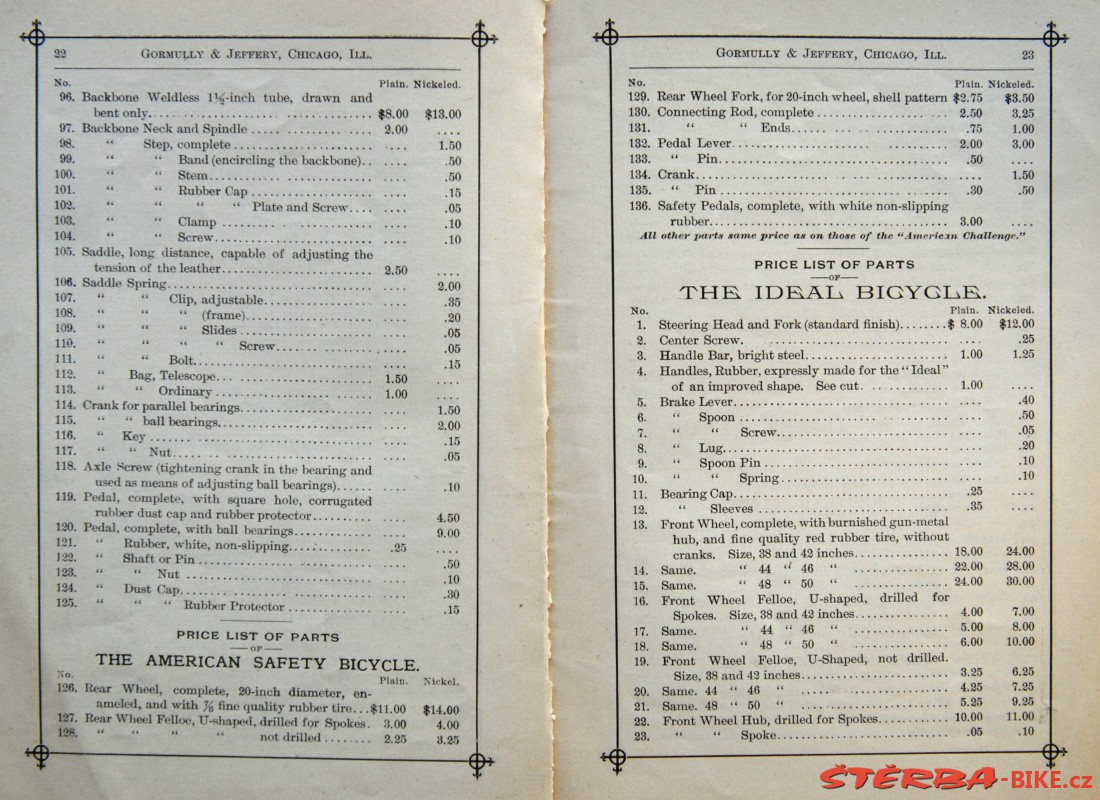 22 GORMULLY & JEFFERY, CHICAGO, ILL.
No. Plain. Nickeled.
96. Backbone Weldless 1½-inch tube, drawn and
bent only. $8.00 $13.00
97. Backbone Neck and Spindle 2.00 ....
98. “ Step, complete .... 1.50
99. “ “ Band (encircling the backbone).. .... .50
100. “ “ Stem .... .50
101. “ “ Rubber Cap .... .15
102. “ “ “ “ Plate and Screw.... .... .05
103. “ “ Clamp .... .10
104. “ “ Screw .... .10
105. Saddle, long distance, capable of adjusting the
tension of the leather 2.50 ....
106. Saddle Spring .... 2.00
107. “ “ Clip, adjustable .... .35
108. “ “ “ (frame) .... .20
109. “ “ “ Slides .... .05
110. “ “ “ “ Screw .... .05
111. “ “ Bolt. .... .15
112. “ Bag, Telescope 1.50 ....
113. “ “ Ordinary 1.00 ....
114. Crank for parallel bearings .... 1.50
115. “ “ ball bearings .... 2.00
116. “ Key .... .15
117. “ “ Nut .... .05
118. Axle Screw (tightening crank in the bearing and
used as means of adjusting ball bearings) .... .10
119. Pedal, complete, with square hole, corrugated
rubber dust cap and rubber protector .... 4.50
120. Pedal, complete, with ball bearings .... 9.00
121. “ Rubber, white, non-slipping .25 ....
122. “ Shaft or Pin .... .50
123. “ “ Nut .... .10
124. “ Dust Cap .... .30
125. “ “ “ Rubber Protector .... .15
PRICE LIST OF PARTS
—OF—
THE AMERICAN SAFETY BICYCLE.
No. Plain. Nickel.
126. Rear Wheel, complete, 20-inch diameter, en-
ameled, and with ⅞ fine quality rubber tire...$11.00 $14.00
127. Rear Wheel Felloe, U-shaped, drilled for Spokes. 3.00 4.00
128. “ “ “ “ not drilled 2.25 3.25
GORMULLY & JEFFERY, CHICAGO, ILL. 23
No. Plain. Nickeled.
129. Rear Wheel Fork, for 20-inch wheel, shell pattern $2.75 $3.50
130. Connecting Rod, complete 2.50 3.25
131. “ “ Ends .75 1.00
132. Pedal Lever 2.00 3.00
133. “ Pin .50 ....
134. Crank .... 1.50
135. “ Pin .30 .50
136. Safety Pedals, complete, with white non-slipping
rubber 3.00 ....
All other parts same price as on those of the “American Challenge.”
PRICE LIST OF PARTS
—OF—
THE IDEAL BICYCLE.
No. Plain. Nickeled.
1. Steering Head and Fork (standard finish)........$ 8.00 $12.00
2. Center Screw. .... .25
3. Handle Bar, bright steel 1.00 1.25
4. Handles, Rubber, expressly made for the “Ideal”
of an improved shape. See cut. 1.00 ....
5. Brake Lever .... .40
6. “ Spoon .... .50
7. “ “ Screw .... .05
8. “ Lug .... .20
9. “ Spoon Pin .... .10
10. “ “ Spring .... .10
11. Bearing Cap .25 ....
12. “ Sleeves .35 ....
13. Front Wheel, complete, with burnished gun-metal
hub, and fine quality red rubber tire, without
cranks. Size, 38 and 42 inches 18.00 24.00
14. Same. “ 44 “ 46 “ 22.00 28.00
15. Same. “ 48 “ 50 “ 24.00 30.00
16. Front Wheel Felloe, U-shaped, drilled for
Spokes. Size, 38 and 42 inches 4.00 7.00
17. Same. “ 44 “ 46 “ 5.00 8.00
18. Same. “ 48 “ 50 “ 6.00 10.00
19. Front Wheel Felloe, U-Shaped, not drilled.
Size, 38 and 42 inches 3.25 6.25
20. Same. 44 “ 46 “ 4.25 7.25
21. Same. 48 “ 50 “ 5.25 9.25
22. Front Wheel Hub, drilled for Spokes 10.00 11.00
23. “ “ Spoke .05 .10
ŠTĚRBA-BIKE.cz